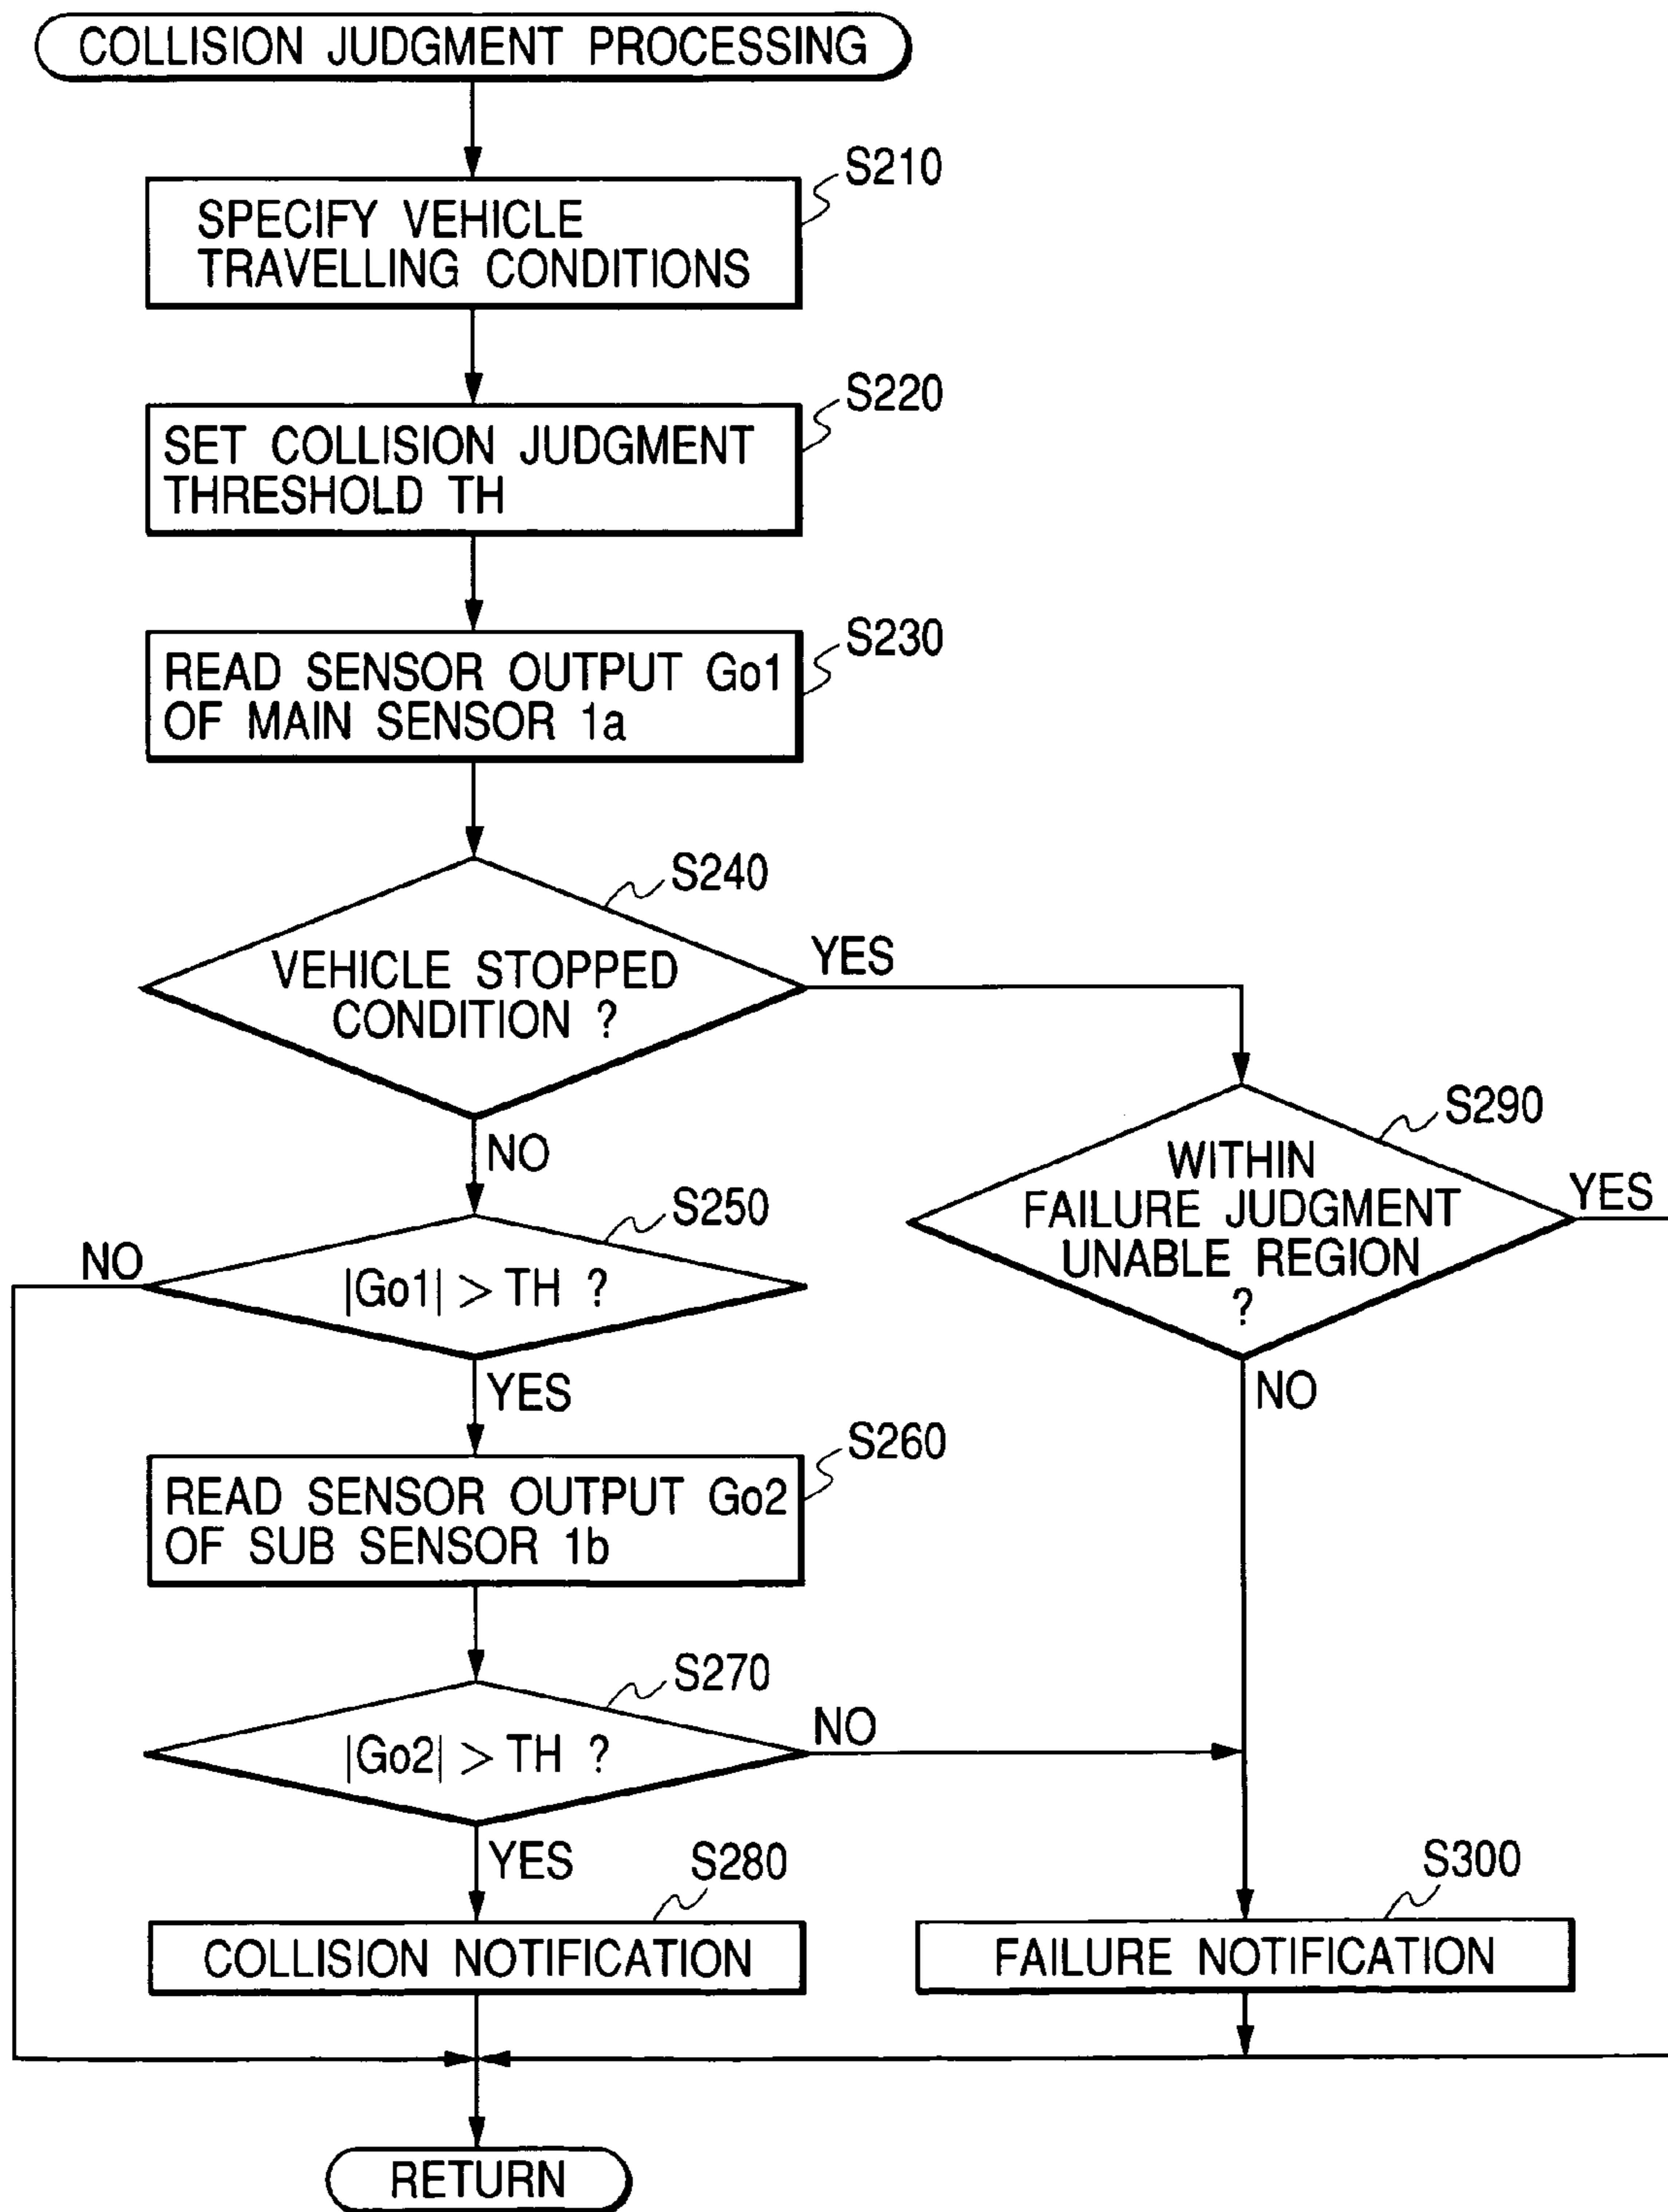 COLLISION JUDGMENT PROCESSING
S210
SPECIFY VEHICLE
TRAVELLING CONDITIONS
S220
SET COLLISION JUDGMENT
THRESHOLD TH
S230
READ SENSOR OUTPUT Go1
OF MAIN SENSOR 1a
S240
VEHICLE STOPPED
CONDITION ?
YES
NO
S290
WITHIN
FAILURE JUDGMENT
UNABLE REGION
?
YES
NO
S250
|Go1| > TH ?
NO
YES
S260
READ SENSOR OUTPUT Go2
OF SUB SENSOR 1b
S270
|Go2| > TH ?
NO
YES
S280
COLLISION NOTIFICATION
S300
FAILURE NOTIFICATION
RETURN